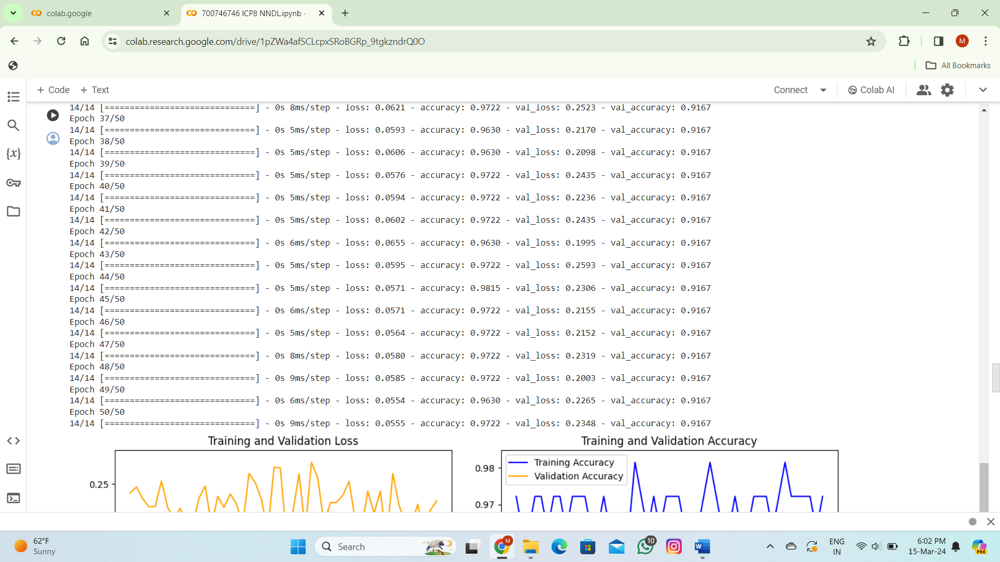 colab.google
700746746 ICP8 NNDL.ipynb -
colab.research.google.com/drive/1pZWa4afSCLcpxSRoBGRp_9tgkzndrQ0O
M
All Bookmarks
+ Code + Text
Connect
Colab AI
14/14 [==============================] - 0s 8ms/step - loss: 0.0621 - accuracy: 0.9722 - val_loss: 0.2523 - val_accuracy: 0.9167
Epoch 37/50
14/14 [==============================] - 0s 5ms/step - loss: 0.0593 - accuracy: 0.9630 - val_loss: 0.2170 - val_accuracy: 0.9167
Epoch 38/50
14/14 [==============================] - 0s 5ms/step - loss: 0.0606 - accuracy: 0.9630 - val_loss: 0.2098 - val_accuracy: 0.9167
Epoch 39/50
14/14 [==============================] - 0s 5ms/step - loss: 0.0576 - accuracy: 0.9722 - val_loss: 0.2435 - val_accuracy: 0.9167
Epoch 40/50
14/14 [==============================] - 0s 5ms/step - loss: 0.0594 - accuracy: 0.9722 - val_loss: 0.2236 - val_accuracy: 0.9167
Epoch 41/50
14/14 [==============================] - 0s 5ms/step - loss: 0.0602 - accuracy: 0.9722 - val_loss: 0.2435 - val_accuracy: 0.9167
Epoch 42/50
14/14 [==============================] - 0s 6ms/step - loss: 0.0655 - accuracy: 0.9630 - val_loss: 0.1995 - val_accuracy: 0.9167
Epoch 43/50
14/14 [==============================] - 0s 5ms/step - loss: 0.0595 - accuracy: 0.9722 - val_loss: 0.2593 - val_accuracy: 0.9167
Epoch 44/50
14/14 [==============================] - 0s 5ms/step - loss: 0.0571 - accuracy: 0.9815 - val_loss: 0.2306 - val_accuracy: 0.9167
Epoch 45/50
14/14 [==============================] - 0s 6ms/step - loss: 0.0571 - accuracy: 0.9722 - val_loss: 0.2155 - val_accuracy: 0.9167
Epoch 46/50
14/14 [==============================] - 0s 5ms/step - loss: 0.0564 - accuracy: 0.9722 - val_loss: 0.2152 - val_accuracy: 0.9167
Epoch 47/50
14/14 [==============================] - 0s 8ms/step - loss: 0.0580 - accuracy: 0.9722 - val_loss: 0.2319 - val_accuracy: 0.9167
Epoch 48/50
14/14 [==============================] - 0s 9ms/step - loss: 0.0585 - accuracy: 0.9722 - val_loss: 0.2003 - val_accuracy: 0.9167
Epoch 49/50
14/14 [==============================] - 0s 6ms/step - loss: 0.0554 - accuracy: 0.9630 - val_loss: 0.2265 - val_accuracy: 0.9167
Epoch 50/50
14/14 [==============================] - 0s 9ms/step - loss: 0.0555 - accuracy: 0.9722 - val_loss: 0.2348 - val_accuracy: 0.9167
Training and Validation Loss
0.25
Training and Validation Accuracy
Training Accuracy
Validation Accuracy
0.98
0.97
62°F
Sunny
Search
M
10
W
ENG
IN
6:02 PM
15-Mar-24
PRE